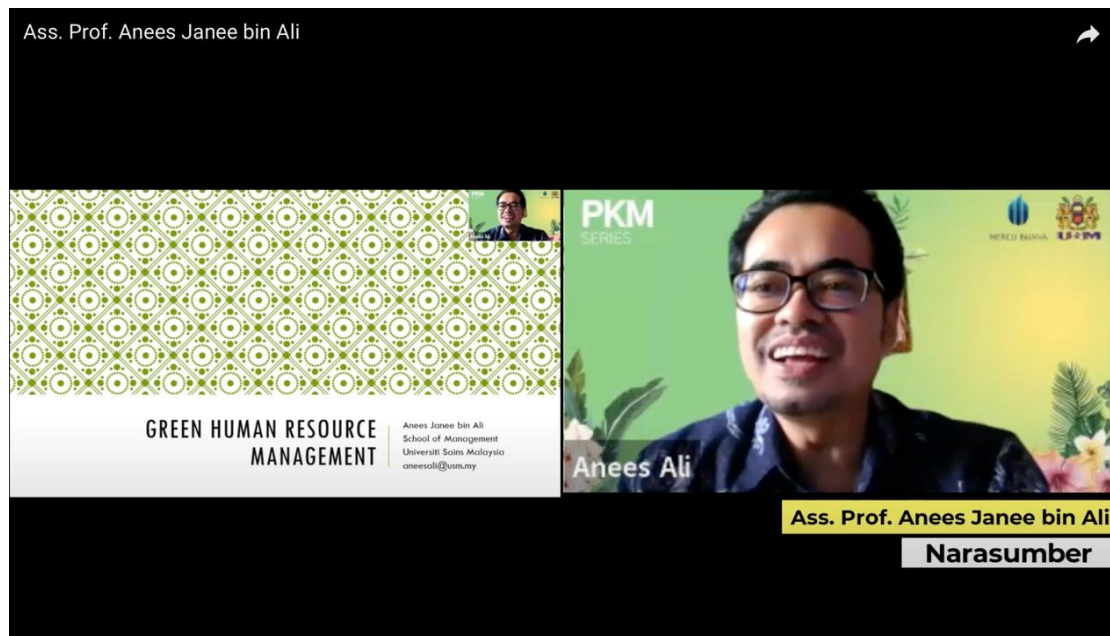 Ass. Prof. Anees Janee bin Ali
GREEN HUMAN RESOURCE
MANAGEMENT
Anees Janee bin Ali
School of Management
Universiti Sains Malaysia
aneesali@usm.my
PKM
SERIES
MERCU BUANA
Anees Ali
Ass. Prof. Anees Janee bin Ali
Narasumber